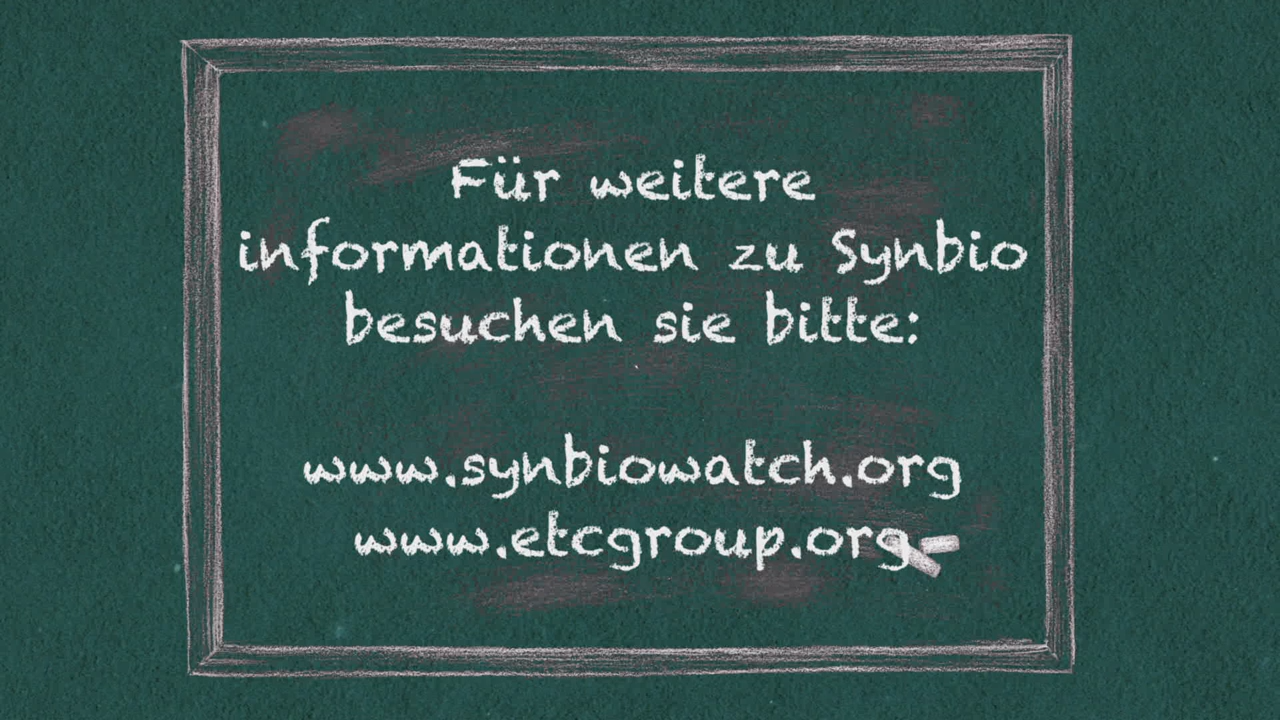 Für weitere
informationen zu Synbio
besuchen sie bitte:
www.synbiowatch.org
www.etcgroup.org